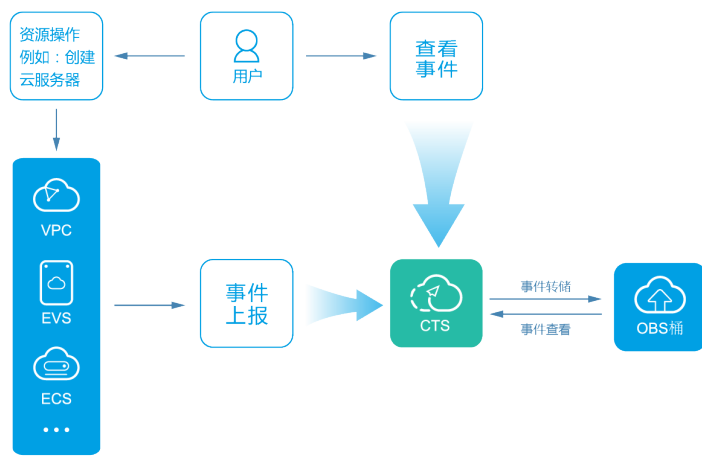 资源操作
例如：创建
云服务器
用户
查看
事件
VPC
EVS
ECS
事件
上报
CTS
事件转储
事件查看
OBS桶